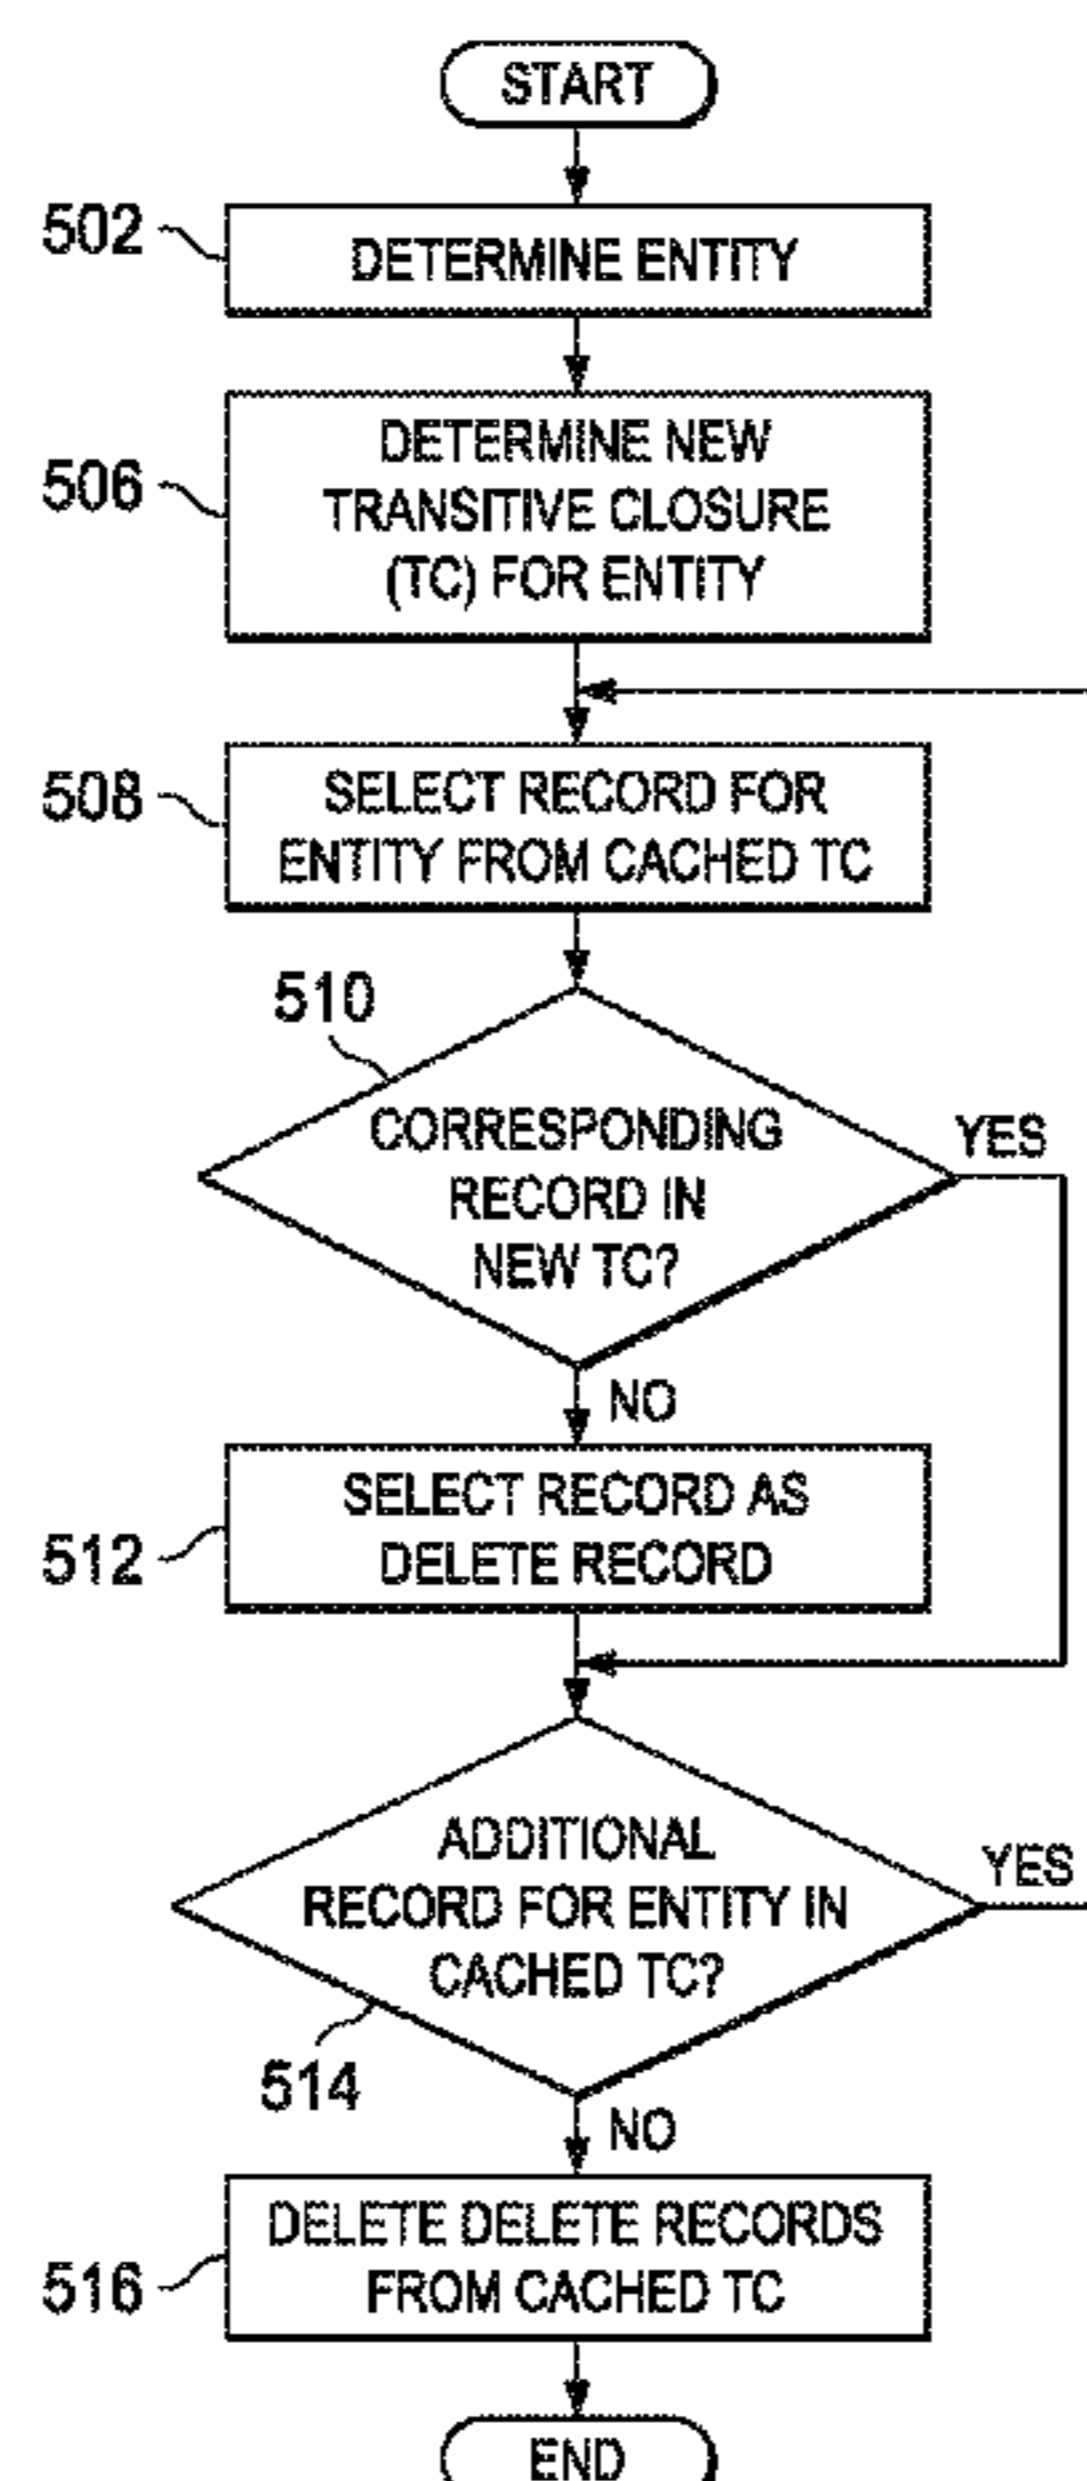 START
502
DETERMINE ENTITY
506
DETERMINE NEW
TRANSITIVE CLOSURE
(TC) FOR ENTITY
508
SELECT RECORD FOR
ENTITY FROM CACHED TC
510
CORRESPONDING
RECORD IN
NEW TC?
YES
NO
512
SELECT RECORD AS
DELETE RECORD
ADDITIONAL
RECORD FOR ENTITY IN
CACHED TC?
YES
514
NO
516
DELETE DELETE RECORDS
FROM CACHED TC
END